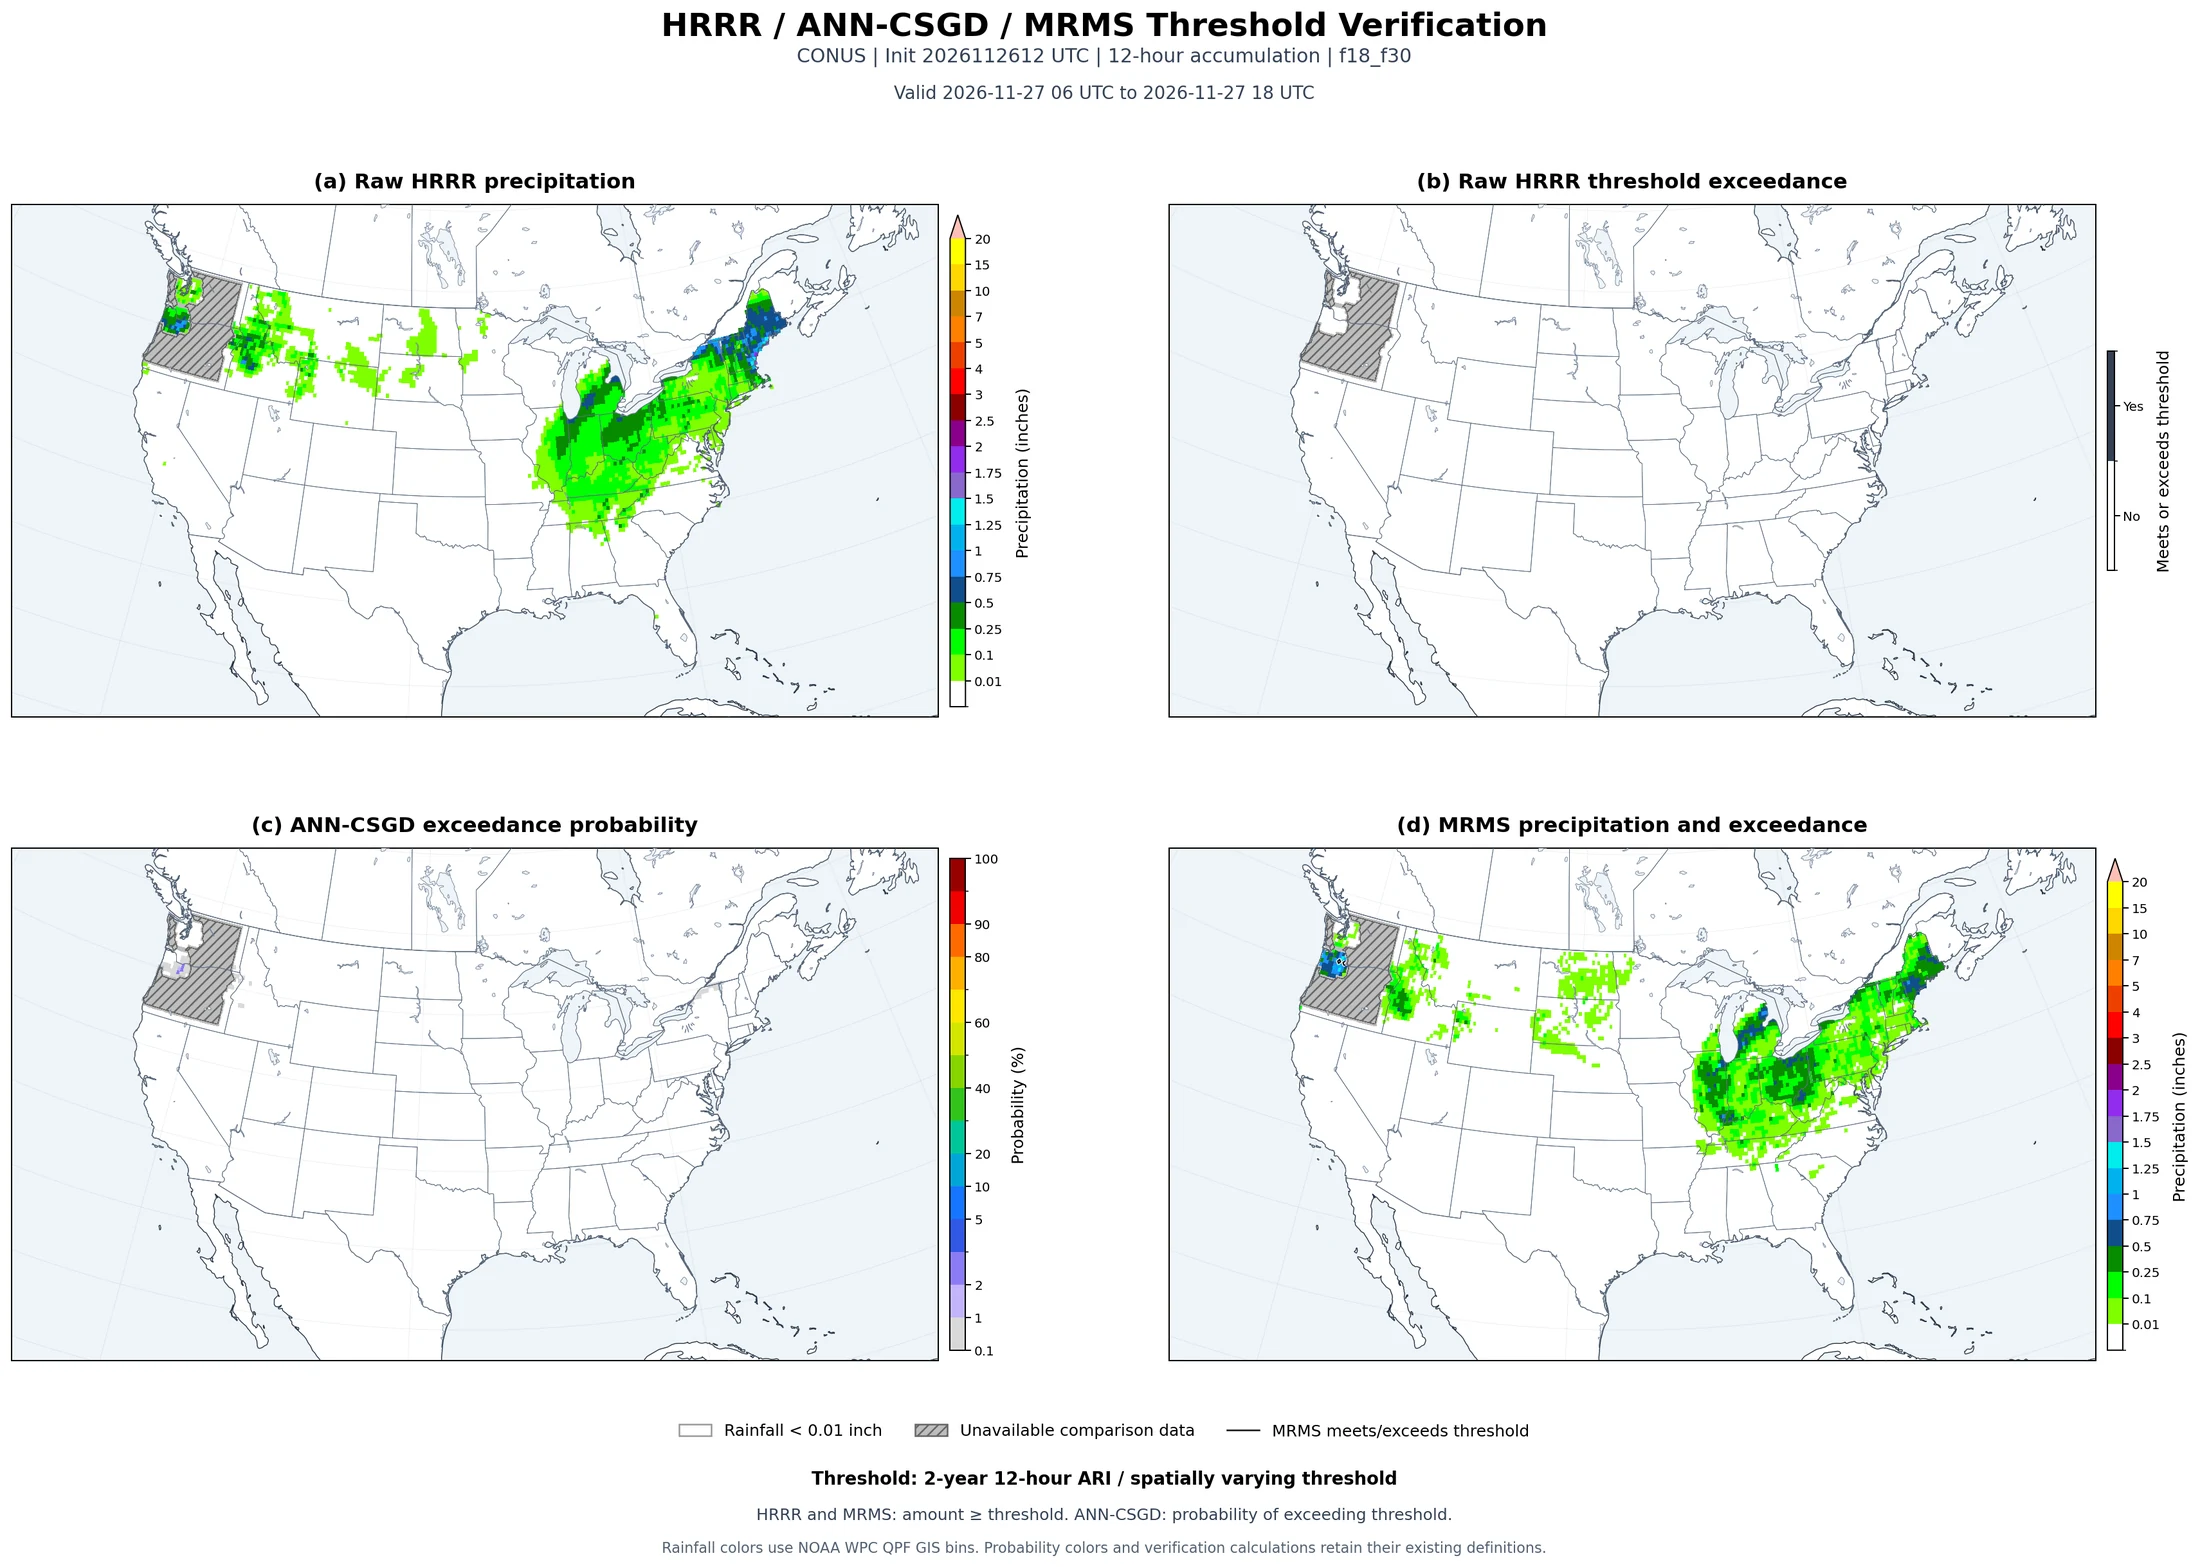 HRRR / ANN-CSGD / MRMS Threshold Verification
CONUS | Init 2026112612 UTC | 12-hour accumulation | f18_f30
Valid 2026-11-27 06 UTC to 2026-11-27 18 UTC
(a) Raw HRRR precipitation
20
15
10
7
5
4
3
2.5
2
1.75
1.5
1.25
1
0.75
0.5
0.25
0.1
0.01
Precipitation (inches)
(b) Raw HRRR threshold exceedance
Yes
No
Meets or exceeds threshold
(c) ANN-CSGD exceedance probability
100
90
80
60
40
20
10
5
2
1
0.1
Probability (%)
(d) MRMS precipitation and exceedance
20
15
10
7
5
4
3
2.5
2
1.75
1.5
1.25
1
0.75
0.5
0.25
0.1
0.01
Precipitation (inches)
Rainfall < 0.01 inch
Unavailable comparison data
MRMS meets/exceeds threshold
Threshold: 2-year 12-hour ARI / spatially varying threshold
HRRR and MRMS: amount ≥ threshold. ANN-CSGD: probability of exceeding threshold.
Rainfall colors use NOAA WPC QPF GIS bins. Probability colors and verification calculations retain their existing definitions.